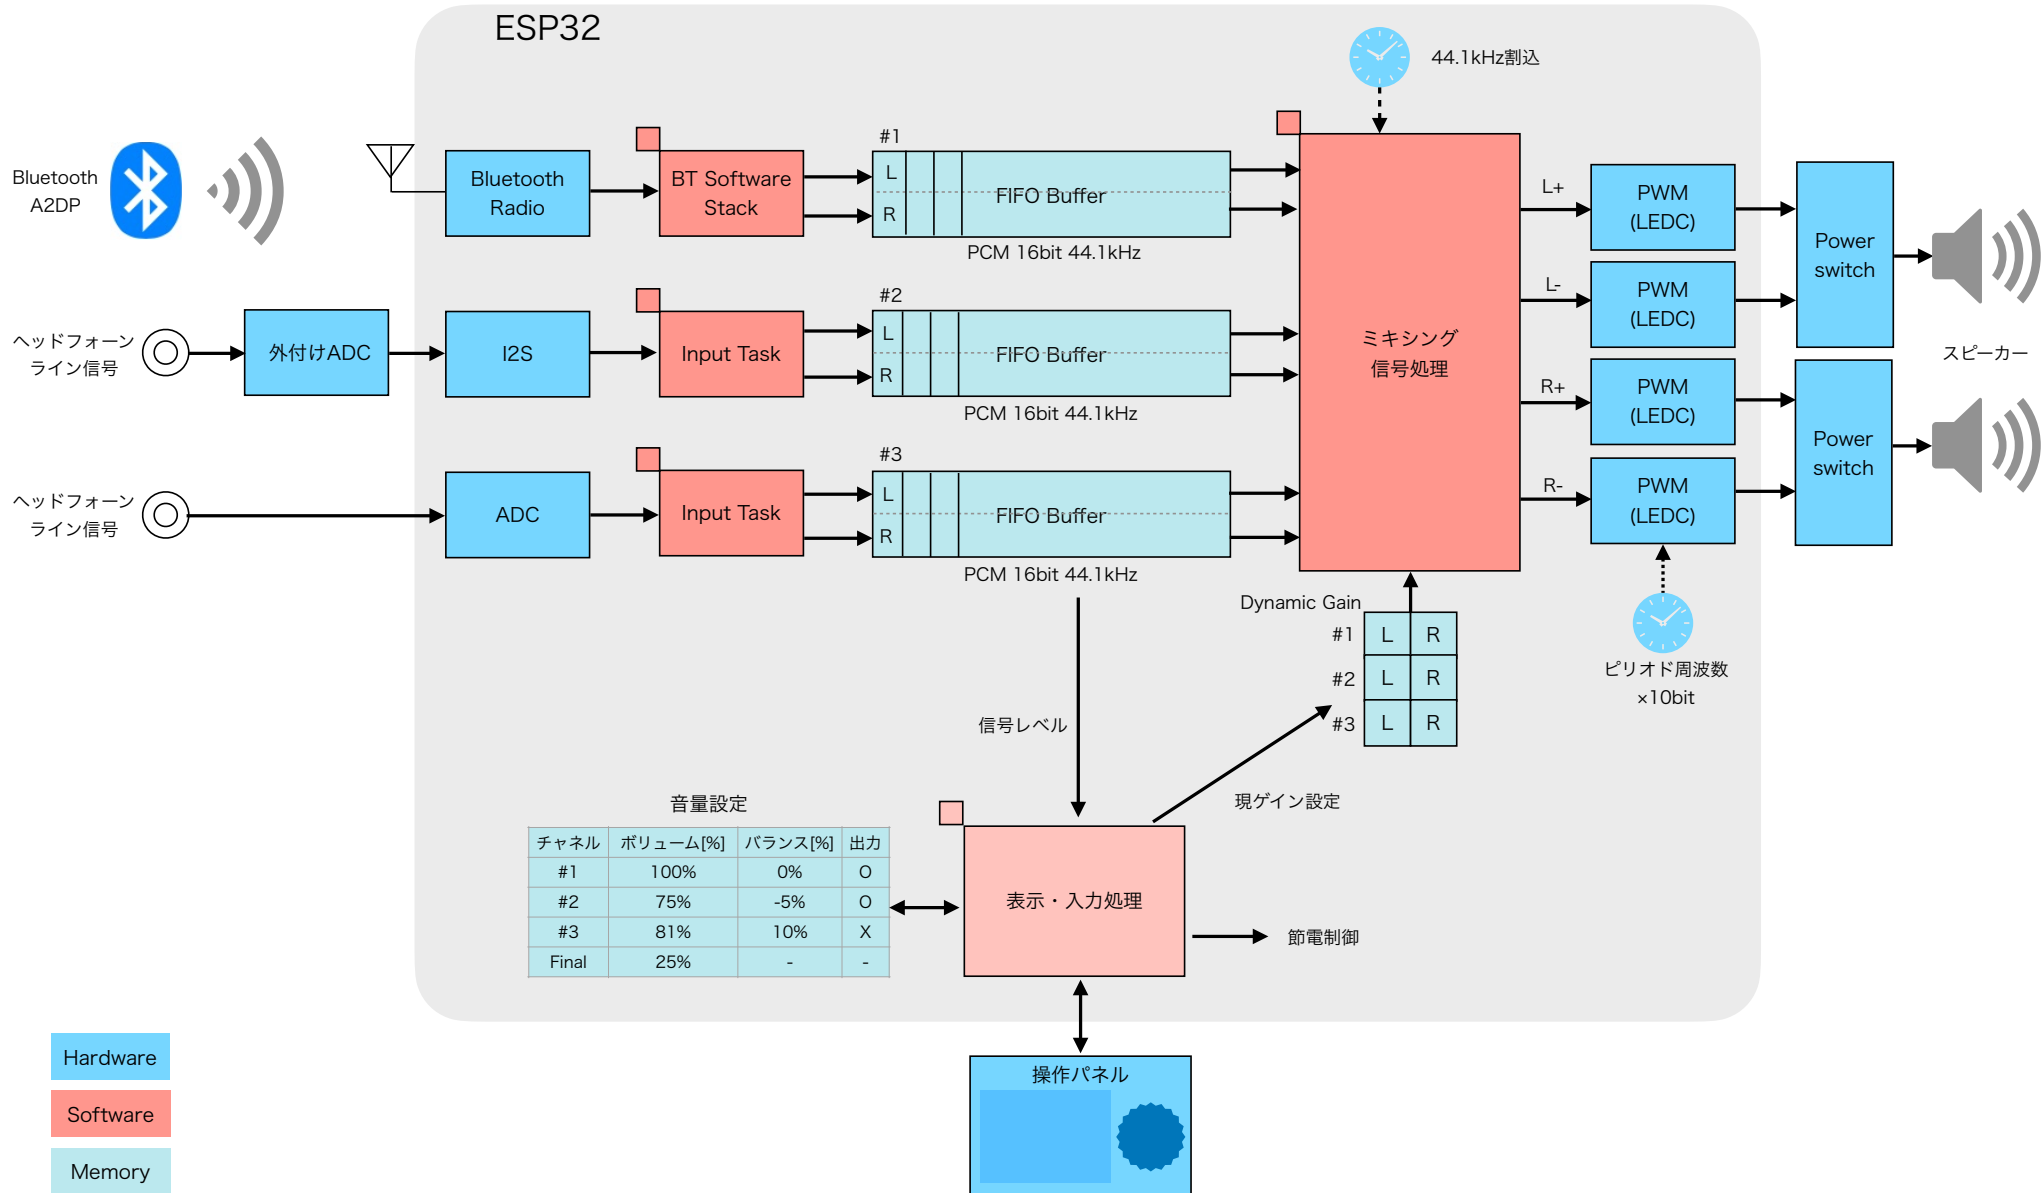 ESP32
44.1kHz割込
Bluetooth
A2DP
Bluetooth
Radio
BT Software
Stack
#1
L
R
FIFO Buffer
PCM 16bit 44.1kHz
ヘッドフォーン
ライン信号
外付けADC
I2S
Input Task
#2
L
R
FIFO Buffer
PCM 16bit 44.1kHz
ヘッドフォーン
ライン信号
ADC
Input Task
#3
L
R
FIFO Buffer
PCM 16bit 44.1kHz
ミキシング
信号処理
L+
L-
R+
R-
PWM
(LEDC)
PWM
(LEDC)
PWM
(LEDC)
PWM
(LEDC)
Power
switch
Power
switch
スピーカー
ピリオド周波数
×10bit
Dynamic Gain
#1 L R
#2 L R
#3 L R
信号レベル
現ゲイン設定
音量設定
チャネル ボリューム[%] バランス[%] 出力
#1 100% 0% O
#2 75% -5% O
#3 81% 10% X
Final 25% - -
表示・入力処理
節電制御
操作パネル
Hardware
Software
Memory